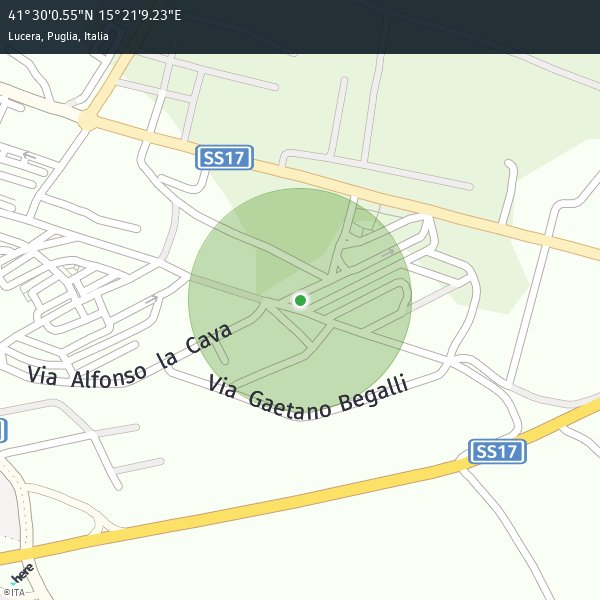 41°30'0.55"N 15°21'9.23"E
Lucera, Puglia, Italia
SS17
Via Alfonso la Cava
Via Gaetano Begalli
SS17
here
©ITA